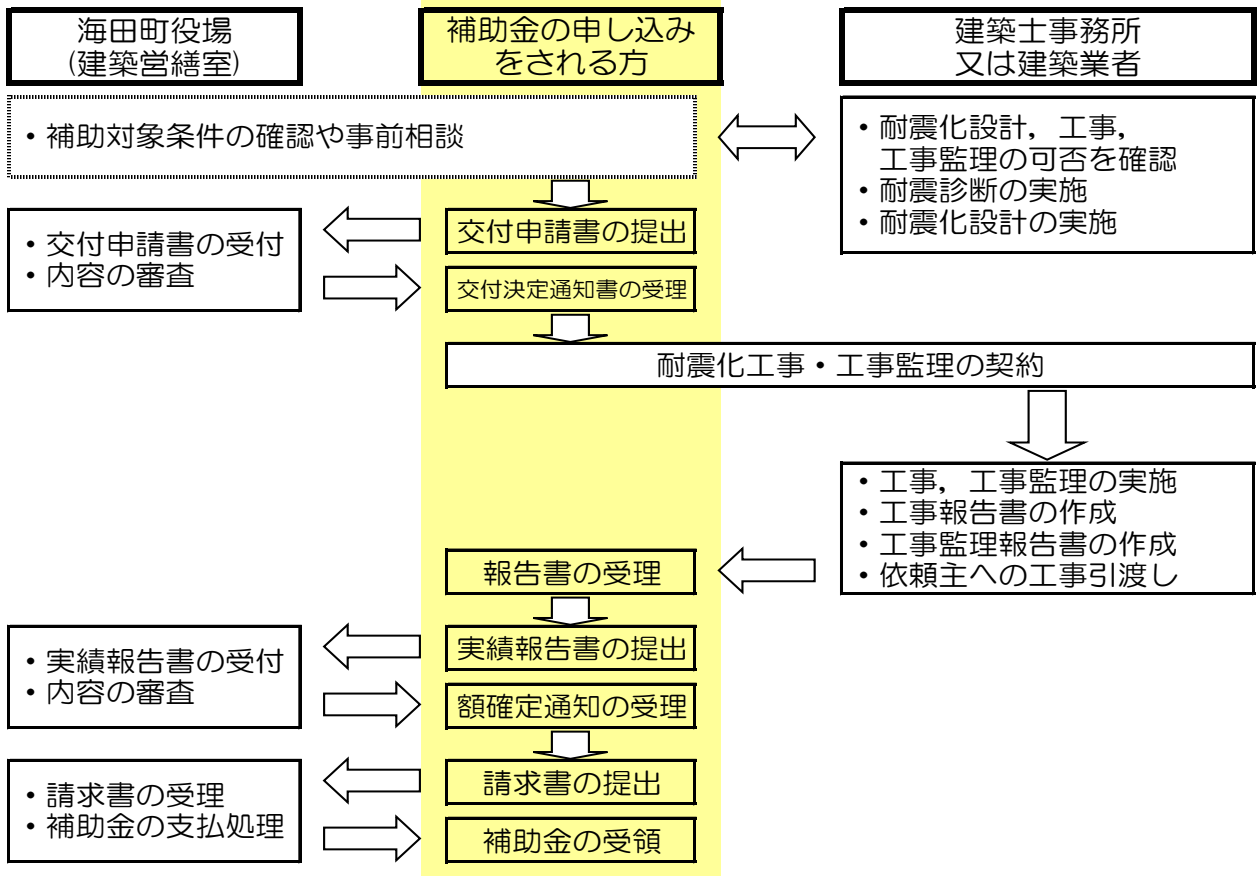 海田町役場
(建築営繕室)
補助金の申し込み
をされる方
建築士事務所
又は建築業者
・補助対象条件の確認や事前相談
・耐震化設計，工事，
工事監理の可否を確認
・耐震診断の実施
・耐震化設計の実施
交付申請書の提出
・交付申請書の受付
・内容の審査
交付決定通知書の受理
耐震化工事・工事監理の契約
・工事，工事監理の実施
・工事報告書の作成
・工事監理報告書の作成
・依頼主への工事引渡し
報告書の受理
実績報告書の提出
・実績報告書の受付
・内容の審査
額確定通知の受理
請求書の提出
・請求書の受理
・補助金の支払処理
補助金の受領